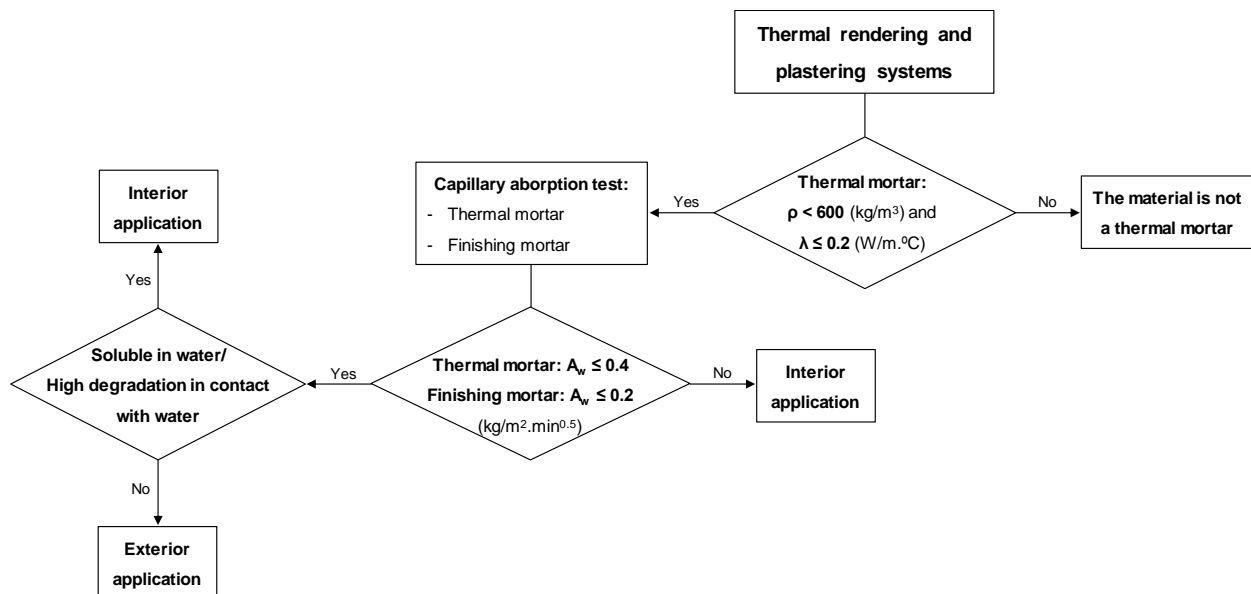 Thermal rendering and
plastering systems
Thermal mortar:
ρ < 600 (kg/m³) and
λ ≤ 0.2 (W/m.ºC)
No
The material is not
a thermal mortar
Yes
Capillary aborption test:
- Thermal mortar
- Finishing mortar
Thermal mortar: A_w ≤ 0.4
Finishing mortar: A_w ≤ 0.2
(kg/m².min⁰·⁵)
No
Interior
application
Yes
Soluble in water/
High degradation in contact
with water
Yes
Interior
application
No
Exterior
application